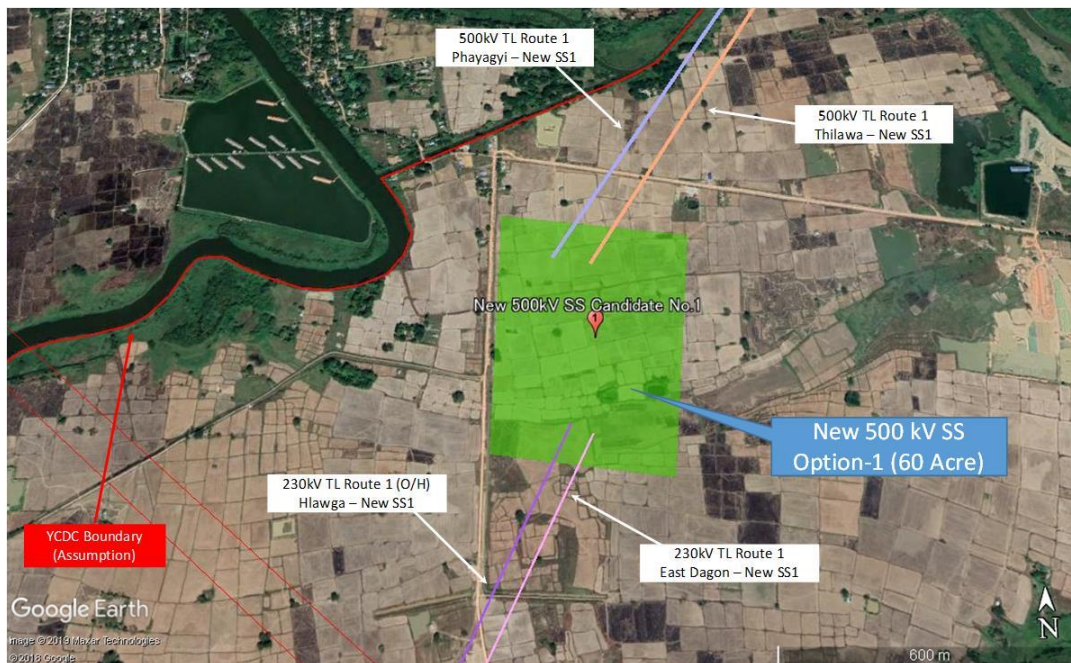 500kV TL Route 1
Phayagyi – New SS1
500kV TL Route 1
Thilawa – New SS1
New 500kV SS Candidate No.1
1
New 500 kV SS
Option-1 (60 Acre)
230kV TL Route 1 (O/H)
Hlawga – New SS1
YCDC Boundary
(Assumption)
230kV TL Route 1
East Dagon – New SS1
Google Earth
Image © 2019 Maxar Technologies
© 2018 Google
N
600 m